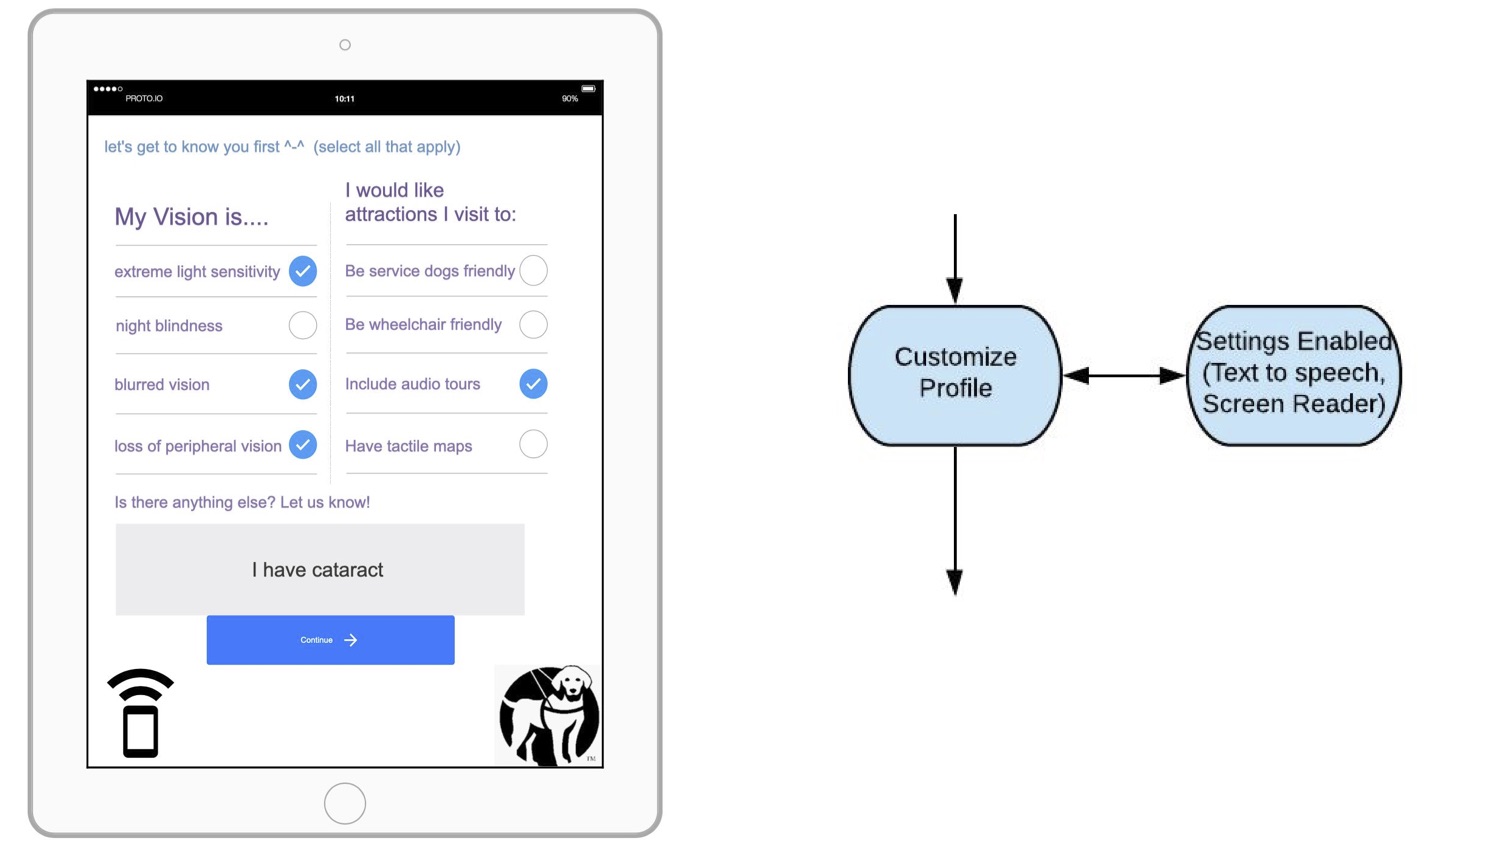 PROTO.IO
10:11
90%
let's get to know you first ^-^ (select all that apply)
My Vision is....
extreme light sensitivity
night blindness
blurred vision
loss of peripheral vision
I would like
attractions I visit to:
Be service dogs friendly
Be wheelchair friendly
Include audio tours
Have tactile maps
Is there anything else? Let us know!
I have cataract
Continue
TM
Customize
Profile
Settings Enabled
(Text to speech,
Screen Reader)